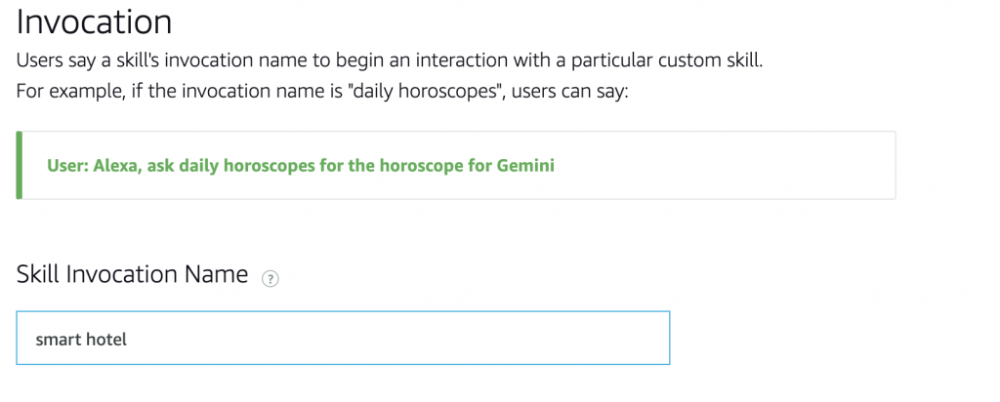 Invocation
Users say a skill's invocation name to begin an interaction with a particular custom skill.
For example, if the invocation name is "daily horoscopes", users can say:
User: Alexa, ask daily horoscopes for the horoscope for Gemini
Skill Invocation Name ?
smart hotel